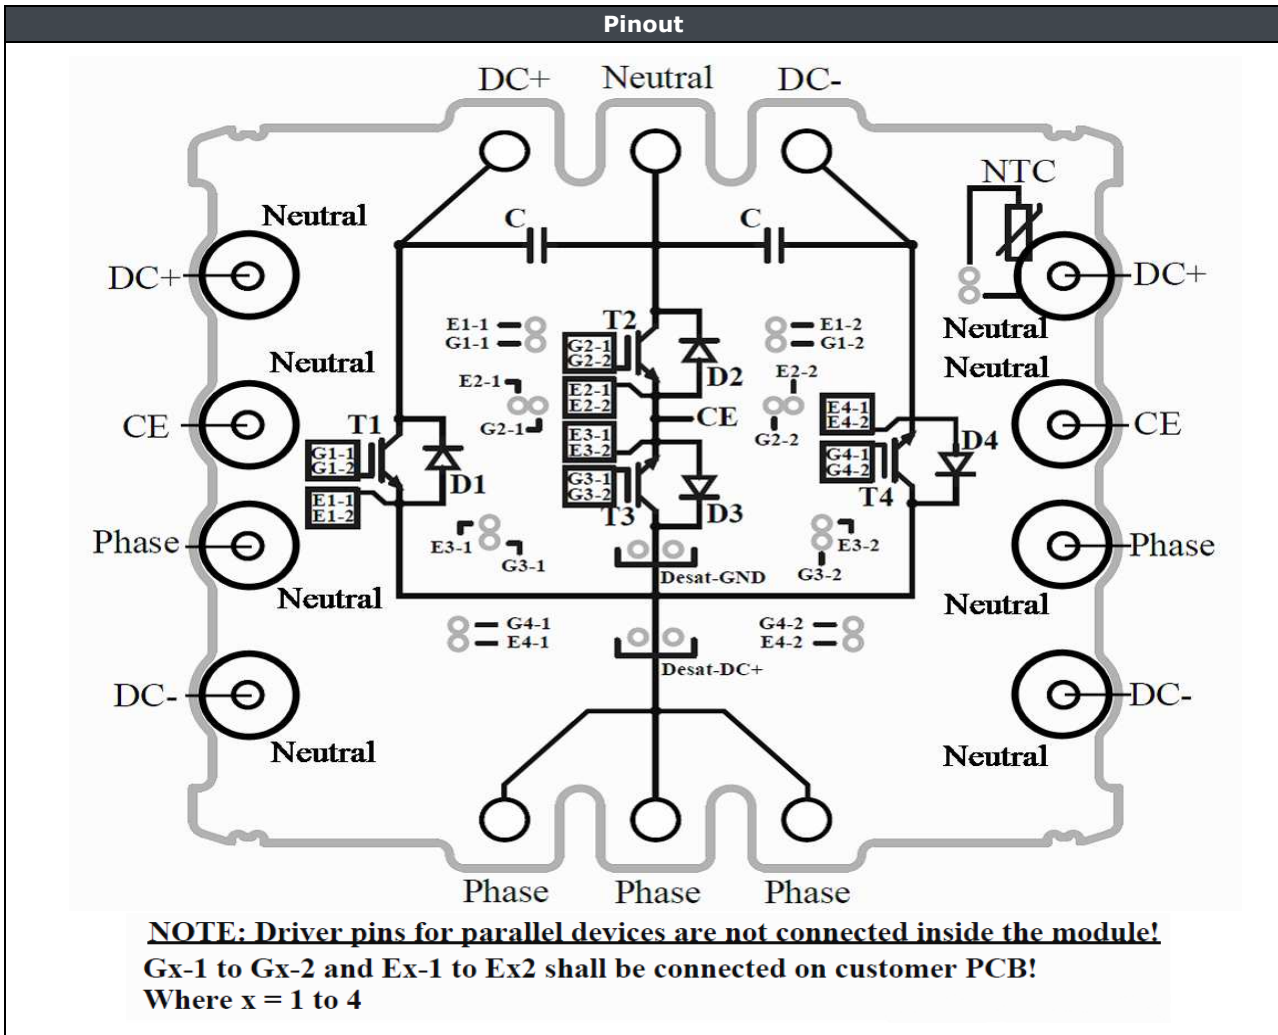 Pinout
DC+ Neutral DC-
NTC
Neutral C C
DC+ DC+
E1-1 T2 E1-2 Neutral
G1-1 G2-1 G1-2
G2-2
Neutral E2-1 D2 E2-2 Neutral
E2-1
E2-2
CE T1 G2-1 CE G2-2 E4-1 CE
E4-2
E3-1
E3-2 D4
G1-1 G4-1
G1-2 G4-2
G3-1
G3-2
E1-1 D1 T4
E1-2
T3 D3
Phase E3-1 E3-2 Phase
G3-1 G3-2
Desat-GND
Neutral Neutral
G4-1 G4-2
E4-1 E4-2
Desat-DC+
DC- DC-
Neutral Neutral
Phase Phase Phase
NOTE: Driver pins for parallel devices are not connected inside the module!
Gx-1 to Gx-2 and Ex-1 to Ex2 shall be connected on customer PCB!
Where x = 1 to 4